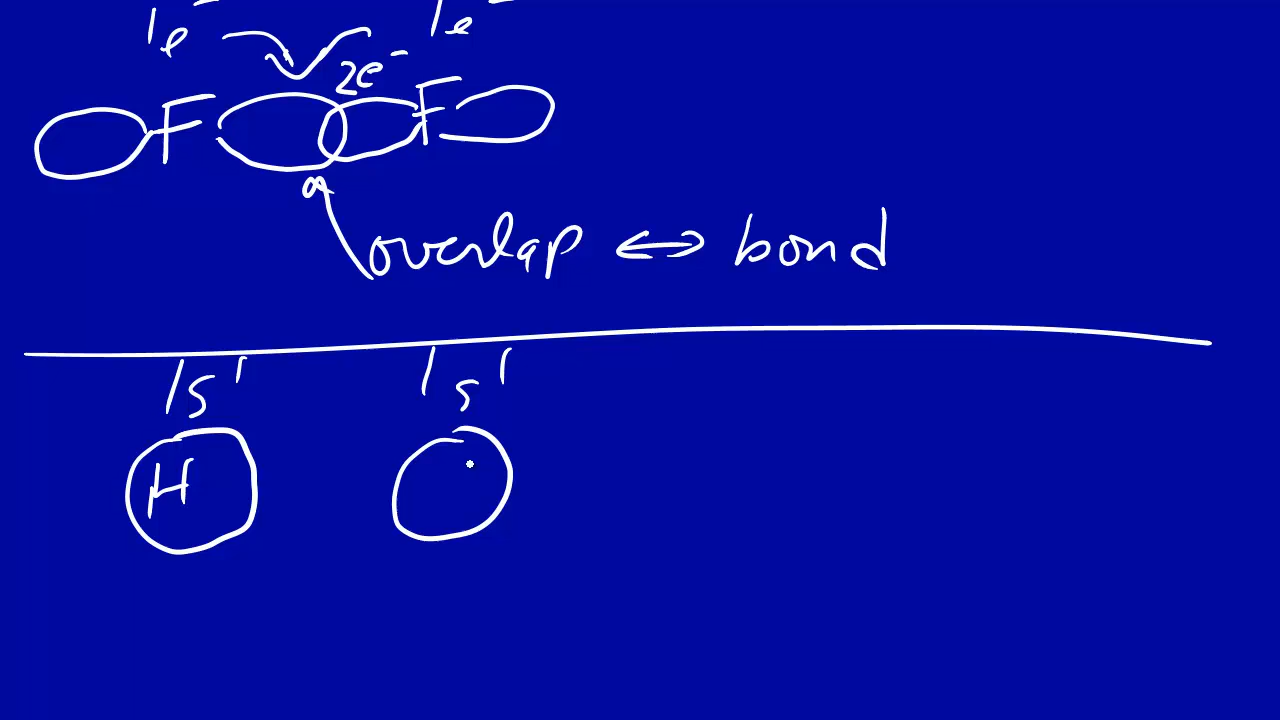 1e⁻ 1e⁻
2e⁻
F F
overlap ↔ bond
1s¹ 1s¹
H